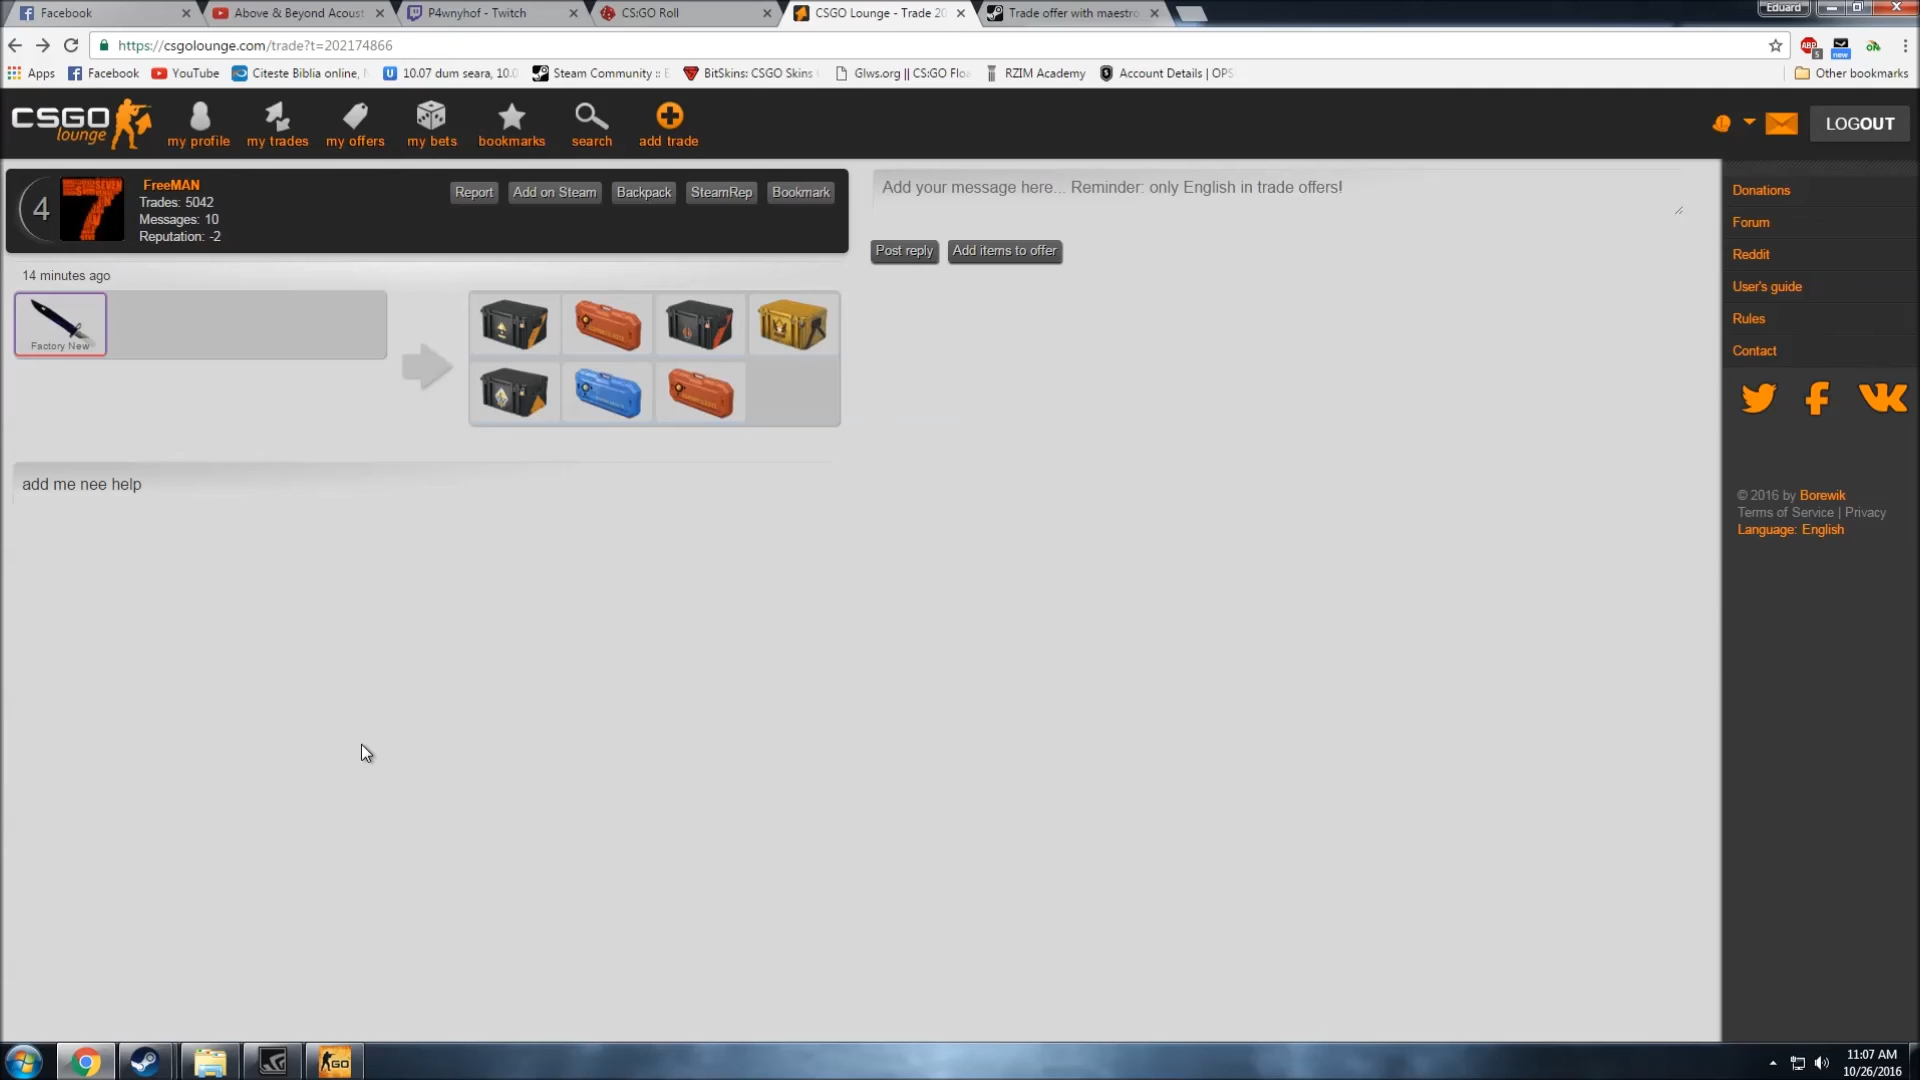 Facebook
Above & Beyond Acoust
P4wnyhof - Twitch
CS:GO Roll
CSGO Lounge - Trade 20
Trade offer with maestro
Eduard
https://csgolounge.com/trade?t=202174866
ABP
5
new
Apps
Facebook
YouTube
Citeste Biblia online,
10.07 dum seara, 10.0
Steam Community ::
BitSkins: CSGO Skins
Glws.org || CS:GO Flo
RZIM Academy
Account Details | OPS
Other bookmarks
CSGO
lounge
my profile
my trades
my offers
my bets
bookmarks
search
add trade
LOGOUT
4
FreeMAN
Trades: 5042
Messages: 10
Reputation: -2
Report
Add on Steam
Backpack
SteamRep
Bookmark
Add your message here... Reminder: only English in trade offers!
Post reply
Add items to offer
14 minutes ago
Factory New
add me nee help
Donations
Forum
Reddit
User's guide
Rules
Contact
© 2016 by Borewik
Terms of Service | Privacy
Language: English
GO
11:07 AM
10/26/2016